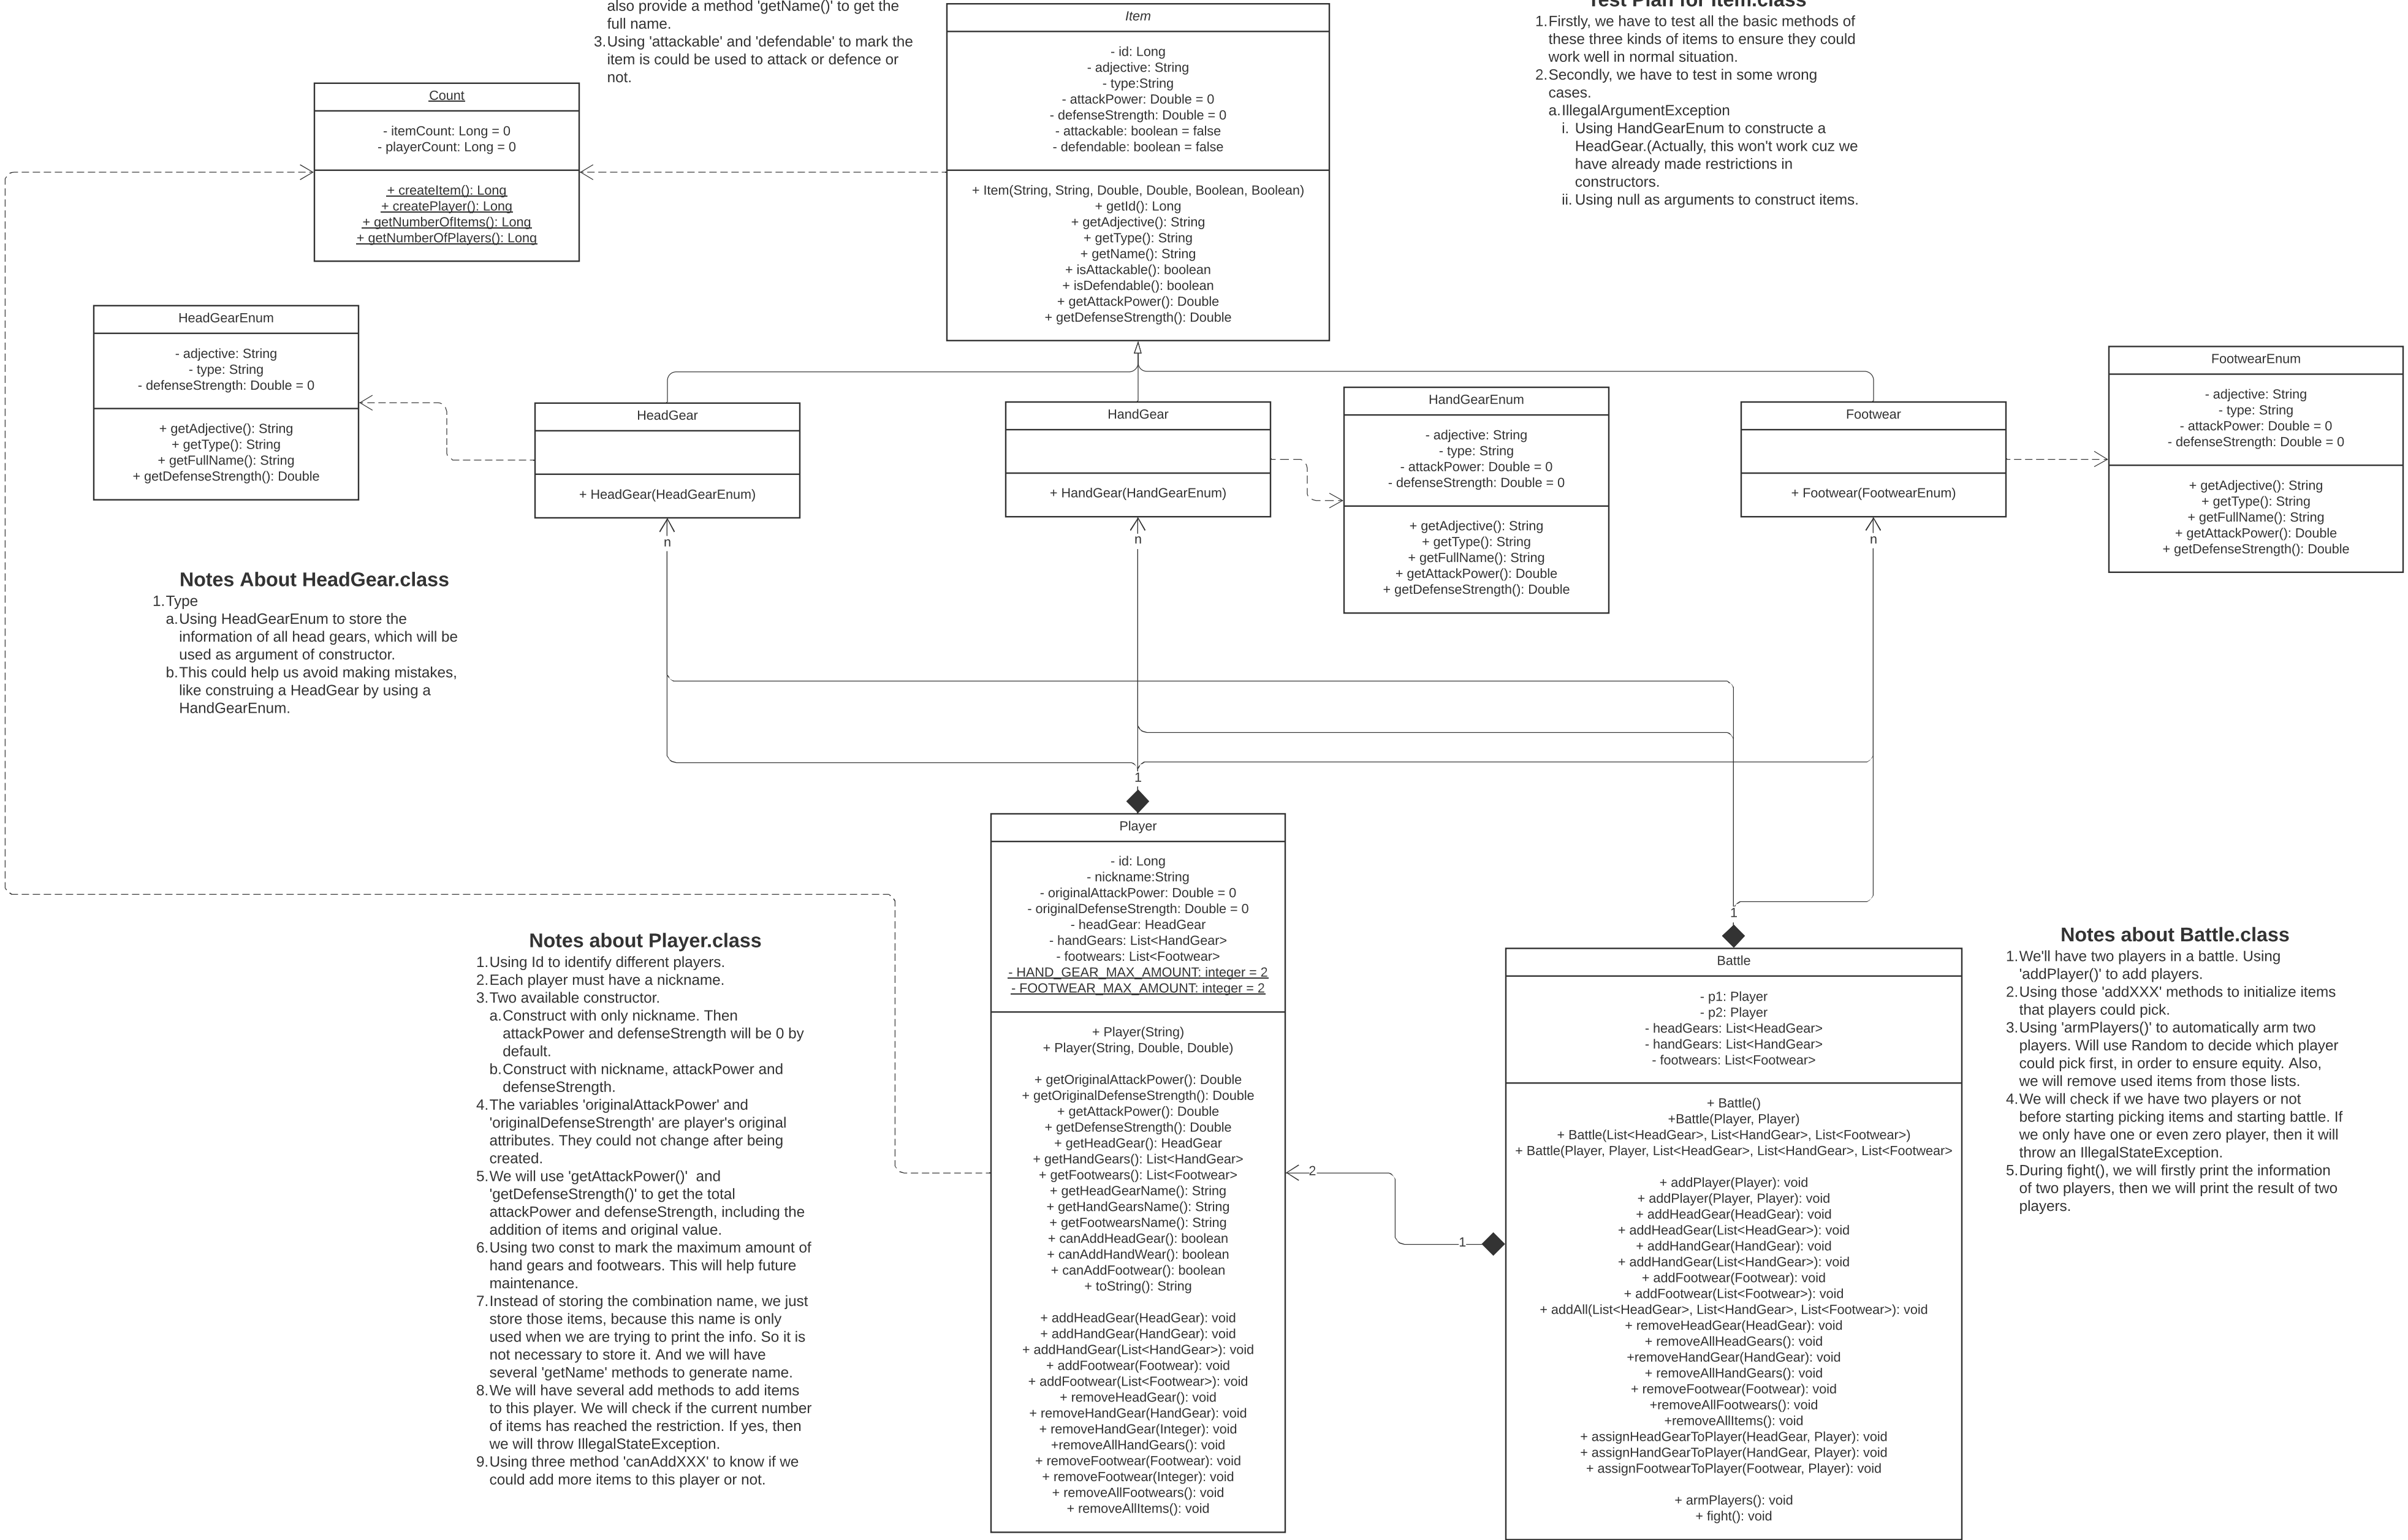 also provide a method 'getName()' to get the
full name.
3.Using 'attackable' and 'defendable' to mark the
item is could be used to attack or defence or
not.
Item
- id: Long
- adjective: String
- type:String
- attackPower: Double = 0
- defenseStrength: Double = 0
- attackable: boolean = false
- defendable: boolean = false
+ Item(String, String, Double, Double, Boolean, Boolean)
+ getId(): Long
+ getAdjective(): String
+ getType(): String
+ getName(): String
+ isAttackable(): boolean
+ isDefendable(): boolean
+ getAttackPower(): Double
+ getDefenseStrength(): Double
Test Plan for Item.class
1.Firstly, we have to test all the basic methods of
these three kinds of items to ensure they could
work well in normal situation.
2.Secondly, we have to test in some wrong
cases.
a.IllegalArgumentException
i. Using HandGearEnum to constructe a
HeadGear.(Actually, this won't work cuz we
have already made restrictions in
constructors.
ii. Using null as arguments to construct items.
Count
- itemCount: Long = 0
- playerCount: Long = 0
+ createItem(): Long
+ createPlayer(): Long
+ getNumberOfItems(): Long
+ getNumberOfPlayers(): Long
HeadGearEnum
- adjective: String
- type: String
- defenseStrength: Double = 0
+ getAdjective(): String
+ getType(): String
+ getFullName(): String
+ getDefenseStrength(): Double
HeadGear
+ HeadGear(HeadGearEnum)
n
HandGear
+ HandGear(HandGearEnum)
n
HandGearEnum
- adjective: String
- type: String
- attackPower: Double = 0
- defenseStrength: Double = 0
+ getAdjective(): String
+ getType(): String
+ getFullName(): String
+ getAttackPower(): Double
+ getDefenseStrength(): Double
Footwear
+ Footwear(FootwearEnum)
n
FootwearEnum
- adjective: String
- type: String
- attackPower: Double = 0
- defenseStrength: Double = 0
+ getAdjective(): String
+ getType(): String
+ getFullName(): String
+ getAttackPower(): Double
+ getDefenseStrength(): Double
Notes About HeadGear.class
1.Type
a.Using HeadGearEnum to store the
information of all head gears, which will be
used as argument of constructor.
b.This could help us avoid making mistakes,
like construing a HeadGear by using a
HandGearEnum.
1
Player
- id: Long
- nickname:String
- originalAttackPower: Double = 0
- originalDefenseStrength: Double = 0
- headGear: HeadGear
- handGears: List<HandGear>
- footwears: List<Footwear>
- HAND_GEAR_MAX_AMOUNT: integer = 2
- FOOTWEAR_MAX_AMOUNT: integer = 2
+ Player(String)
+ Player(String, Double, Double)
+ getOriginalAttackPower(): Double
+ getOriginalDefenseStrength(): Double
+ getAttackPower(): Double
+ getDefenseStrength(): Double
+ getHeadGear(): HeadGear
+ getHandGears(): List<HandGear>
+ getFootwears(): List<Footwear>
+ getHeadGearName(): String
+ getHandGearsName(): String
+ getFootwearsName(): String
+ canAddHeadGear(): boolean
+ canAddHandWear(): boolean
+ canAddFootwear(): boolean
+ toString(): String
+ addHeadGear(HeadGear): void
+ addHandGear(HandGear): void
+ addHandGear(List<HandGear>): void
+ addFootwear(Footwear): void
+ addFootwear(List<Footwear>): void
+ removeHeadGear(): void
+ removeHandGear(HandGear): void
+ removeHandGear(Integer): void
+removeAllHandGears(): void
+ removeFootwear(Footwear): void
+ removeFootwear(Integer): void
+ removeAllFootwears(): void
+ removeAllItems(): void
Notes about Player.class
1.Using Id to identify different players.
2.Each player must have a nickname.
3.Two available constructor.
a.Construct with only nickname. Then
attackPower and defenseStrength will be 0 by
default.
b.Construct with nickname, attackPower and
defenseStrength.
4.The variables 'originalAttackPower' and
'originalDefenseStrength' are player's original
attributes. They could not change after being
created.
5.We will use 'getAttackPower()'  and
'getDefenseStrength()' to get the total
attackPower and defenseStrength, including the
addition of items and original value.
6.Using two const to mark the maximum amount of
hand gears and footwears. This will help future
maintenance.
7.Instead of storing the combination name, we just
store those items, because this name is only
used when we are trying to print the info. So it is
not necessary to store it. And we will have
several 'getName' methods to generate name.
8.We will have several add methods to add items
to this player. We will check if the current number
of items has reached the restriction. If yes, then
we will throw IllegalStateException.
9.Using three method 'canAddXXX' to know if we
could add more items to this player or not.
2
1
1
Battle
- p1: Player
- p2: Player
- headGears: List<HeadGear>
- handGears: List<HandGear>
- footwears: List<Footwear>
+ Battle()
+Battle(Player, Player)
+ Battle(List<HeadGear>, List<HandGear>, List<Footwear>)
+ Battle(Player, Player, List<HeadGear>, List<HandGear>, List<Footwear>
+ addPlayer(Player): void
+ addPlayer(Player, Player): void
+ addHeadGear(HeadGear): void
+ addHeadGear(List<HeadGear>): void
+ addHandGear(HandGear): void
+ addHandGear(List<HandGear>): void
+ addFootwear(Footwear): void
+ addFootwear(List<Footwear>): void
+ addAll(List<HeadGear>, List<HandGear>, List<Footwear>): void
+ removeHeadGear(HeadGear): void
+ removeAllHeadGears(): void
+removeHandGear(HandGear): void
+ removeAllHandGears(): void
+ removeFootwear(Footwear): void
+removeAllFootwears(): void
+removeAllItems(): void
+ assignHeadGearToPlayer(HeadGear, Player): void
+ assignHandGearToPlayer(HandGear, Player): void
+ assignFootwearToPlayer(Footwear, Player): void
+ armPlayers(): void
+ fight(): void
Notes about Battle.class
1.We'll have two players in a battle. Using
'addPlayer()' to add players.
2.Using those 'addXXX' methods to initialize items
that players could pick.
3.Using 'armPlayers()' to automatically arm two
players. Will use Random to decide which player
could pick first, in order to ensure equity. Also,
we will remove used items from those lists.
4.We will check if we have two players or not
before starting picking items and starting battle. If
we only have one or even zero player, then it will
throw an IllegalStateException.
5.During fight(), we will firstly print the information
of two players, then we will print the result of two
players.